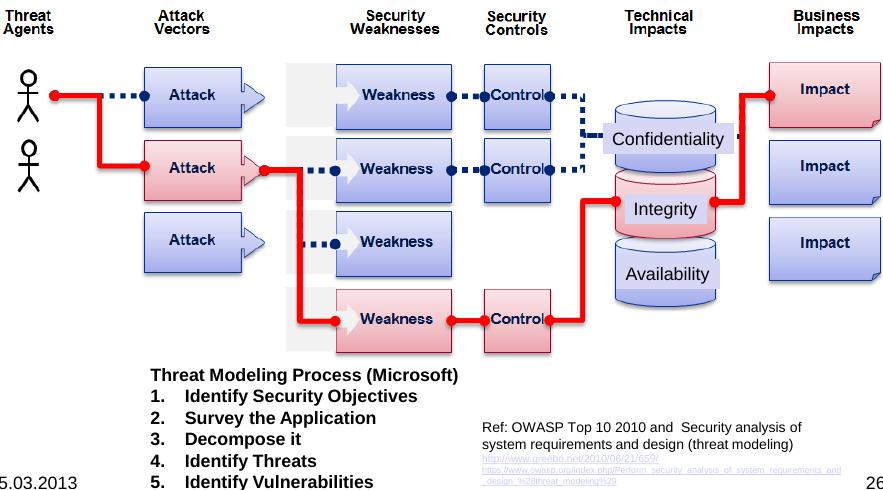 Threat
Agents
Attack
Vectors
Security
Weaknesses
Security
Controls
Technical
Impacts
Business
Impacts
Attack
Weakness
Control
Impact
Confidentiality
Attack
Weakness
Control
Impact
Integrity
Attack
Weakness
Impact
Availability
Weakness
Control
Threat Modeling Process (Microsoft)
1. Identify Security Objectives
2. Survey the Application
3. Decompose it
4. Identify Threats
5. Identify Vulnerabilities
Ref: OWASP Top 10 2010 and Security analysis of
system requirements and design (threat modeling)
http://www.greebo.net/2010/06/21/659/
https://www.owasp.org/index.php/Perform_security_analysis_of_system_requirements_and
_design_%28threat_modeling%29
5.03.2013
26